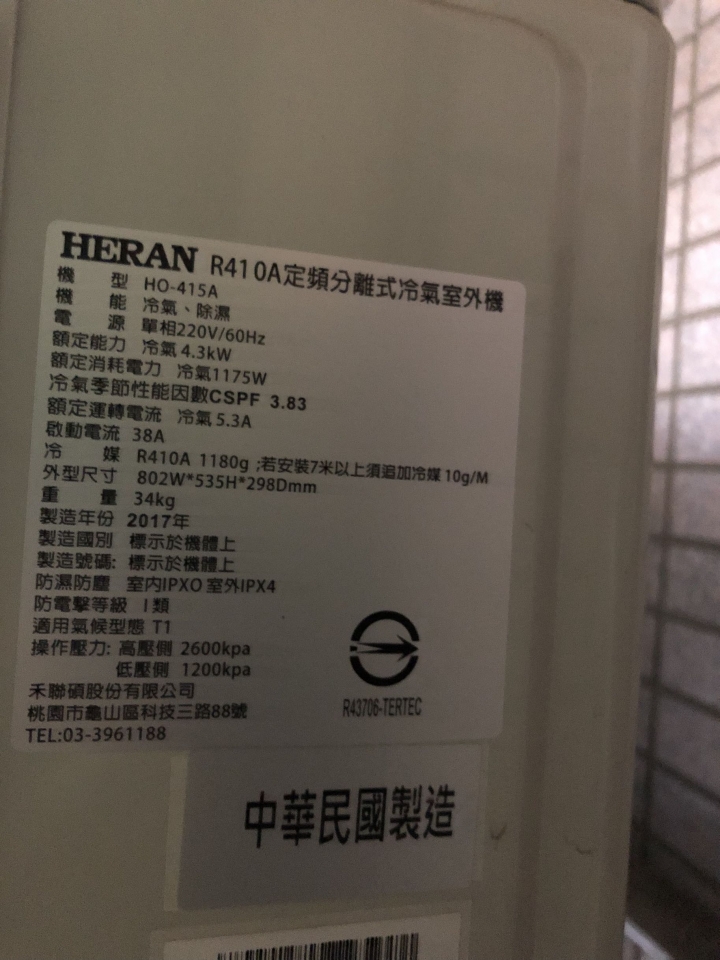 HERAN R410A定頻分離式冷氣室外機
機 型 HO-415A
機 能 冷氣、除濕
電 源 單相220V/60Hz
額定能力 冷氣 4.3kW
額定消耗電力 冷氣1175W
冷氣季節性能因數CSPF 3.83
額定運轉電流 冷氣 5.3A
啟動電流 38A
冷 媒 R410A 1180g ;若安裝7米以上須追加冷媒 10g/M
外型尺寸 802W*535H*298Dmm
重 量 34kg
製造年份 2017年
製造國別 標示於機體上
製造號碼: 標示於機體上
防濕防塵 室內IPX0 室外IPX4
防電擊等級 I 類
適用氣候型態 T1
操作壓力: 高壓側 2600kpa
低壓側 1200kpa
禾聯碩股份有限公司
桃園市龜山區科技三路88號
TEL:03-3961188
R43706-TERTEC
中華民國製造